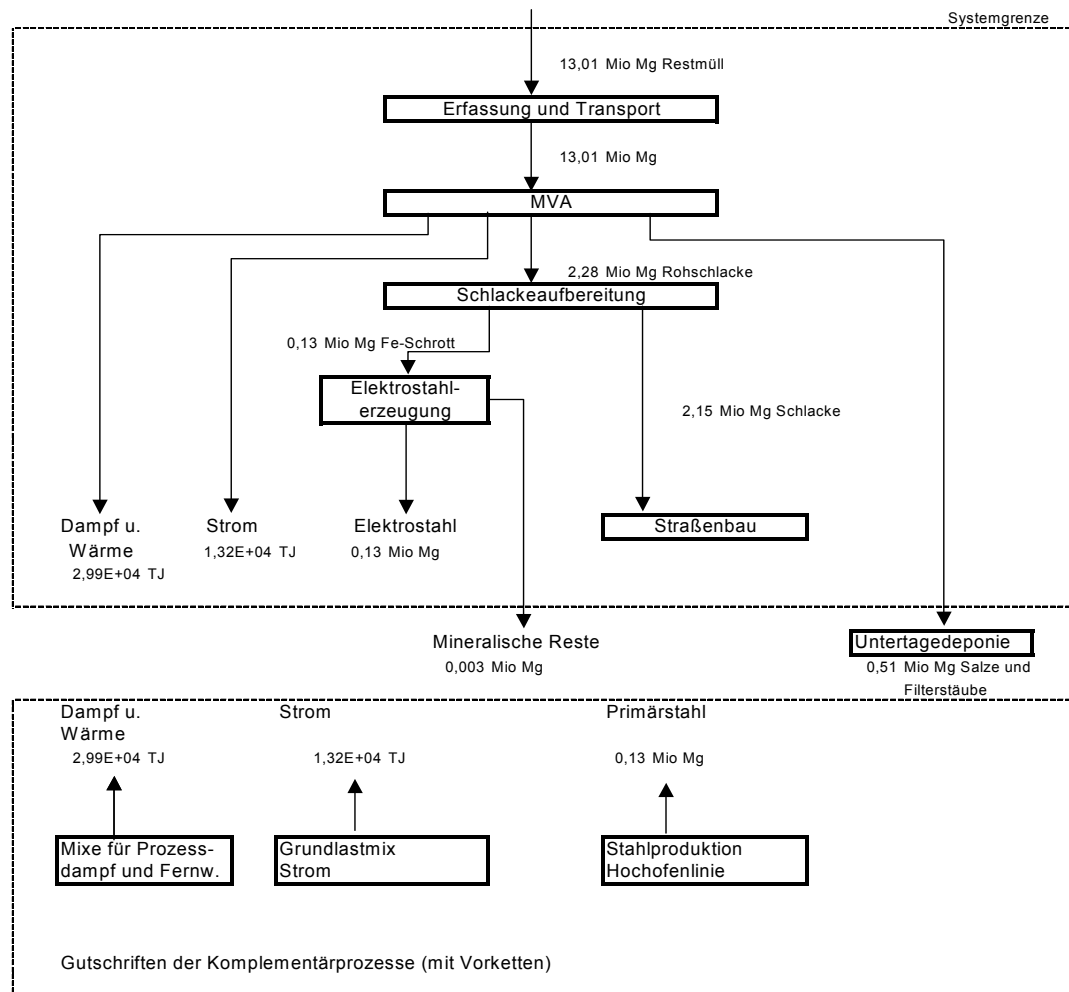 Systemgrenze
13,01 Mio Mg Restmüll
Erfassung und Transport
13,01 Mio Mg
MVA
2,28 Mio Mg Rohschlacke
Schlackeaufbereitung
0,13 Mio Mg Fe-Schrott
Elektrostahl-
erzeugung
2,15 Mio Mg Schlacke
Dampf u.
Wärme
2,99E+04 TJ
Strom
1,32E+04 TJ
Elektrostahl
0,13 Mio Mg
Straßenbau
Mineralische Reste
0,003 Mio Mg
Untertagedeponie
0,51 Mio Mg Salze und
Filterstäube
Dampf u.
Wärme
2,99E+04 TJ
Strom
1,32E+04 TJ
Primärstahl
0,13 Mio Mg
Mixe für Prozess-
dampf und Fernw.
Grundlastmix
Strom
Stahlproduktion
Hochofenlinie
Gutschriften der Komplementärprozesse (mit Vorketten)